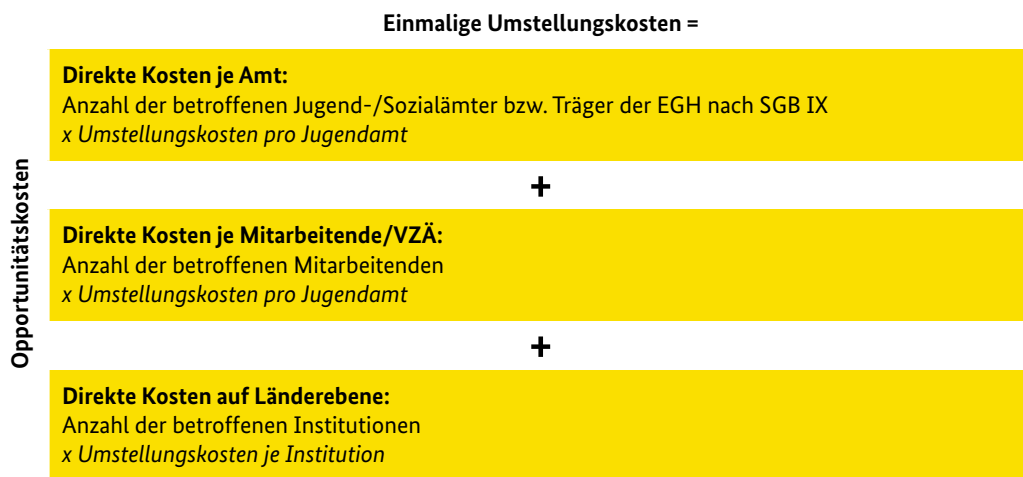 Einmalige Umstellungskosten =
Opportunitätskosten
Direkte Kosten je Amt:
Anzahl der betroffenen Jugend-/Sozialämter bzw. Träger der EGH nach SGB IX
x Umstellungskosten pro Jugendamt
+
Direkte Kosten je Mitarbeitende/VZÄ:
Anzahl der betroffenen Mitarbeitenden
x Umstellungskosten pro Jugendamt
+
Direkte Kosten auf Länderebene:
Anzahl der betroffenen Institutionen
x Umstellungskosten je Institution